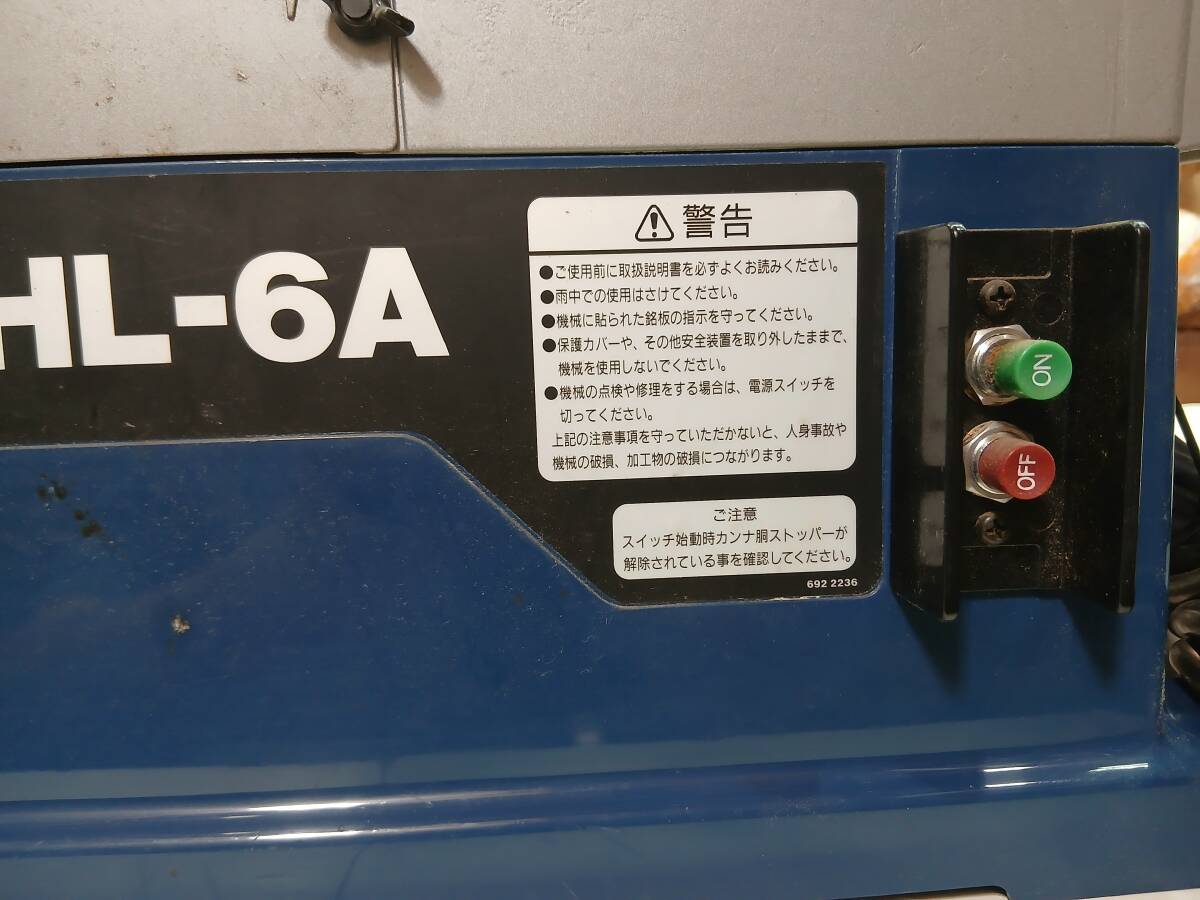 HL-6A
警告
●ご使用前に取扱説明書を必ずよくお読みください。
●雨中での使用はさけてください。
●機械に貼られた銘板の指示を守ってください。
●保護カバーや、その他安全装置を取り外したままで、
機械を使用しないでください。
●機械の点検や修理をする場合は、電源スイッチを
切ってください。
上記の注意事項を守っていただかないと、人身事故や
機械の破損、加工物の破損につながります。
ご注意
スイッチ始動時カンナ胴ストッパーが
解除されている事を確認してください。
692 2236
ON
OFF